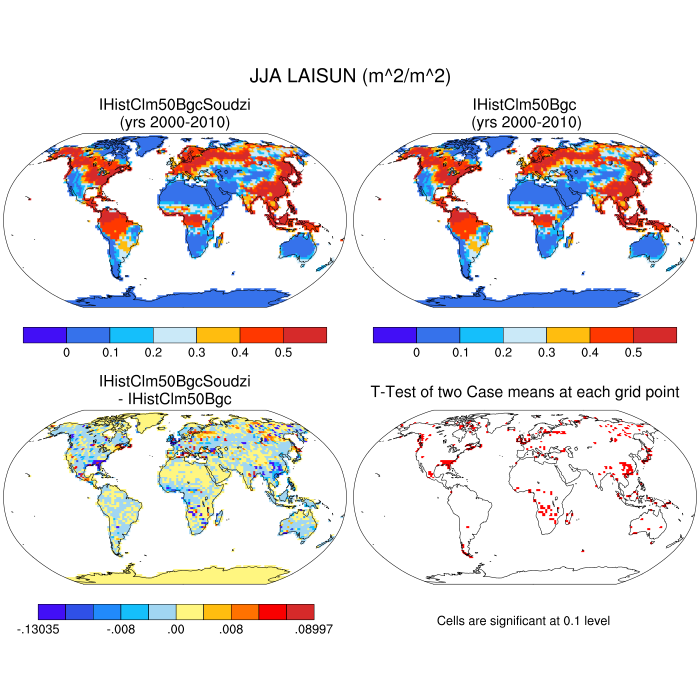 JJA LAISUN (m^2/m^2)
IHistClm50BgcSoudzi
(yrs 2000-2010)
IHistClm50Bgc
(yrs 2000-2010)
0 0.1 0.2 0.3 0.4 0.5
0 0.1 0.2 0.3 0.4 0.5
IHistClm50BgcSoudzi
- IHistClm50Bgc
T-Test of two Case means at each grid point
-.13035 -.008 .00 .008 .08997
Cells are significant at 0.1 level